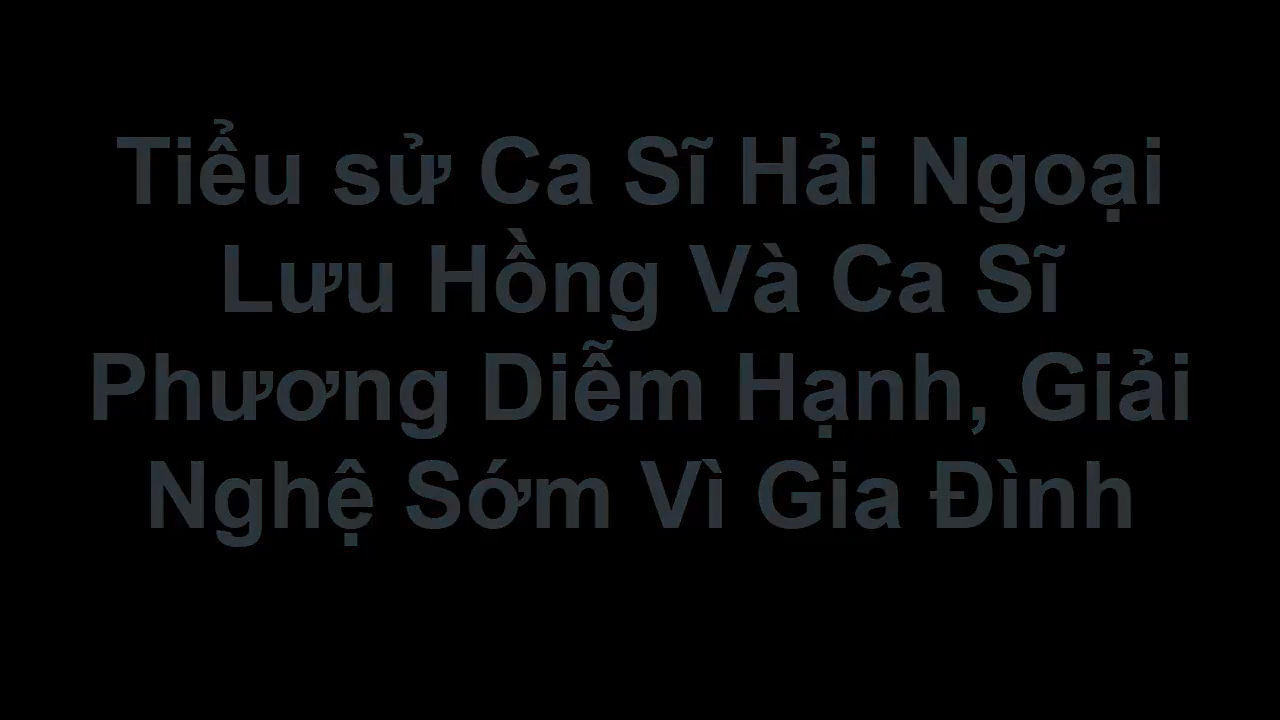 Tiểu sử Ca Sĩ Hải Ngoại
Lưu Hồng Và Ca Sĩ
Phương Diễm Hạnh, Giải
Nghệ Sớm Vì Gia Đình